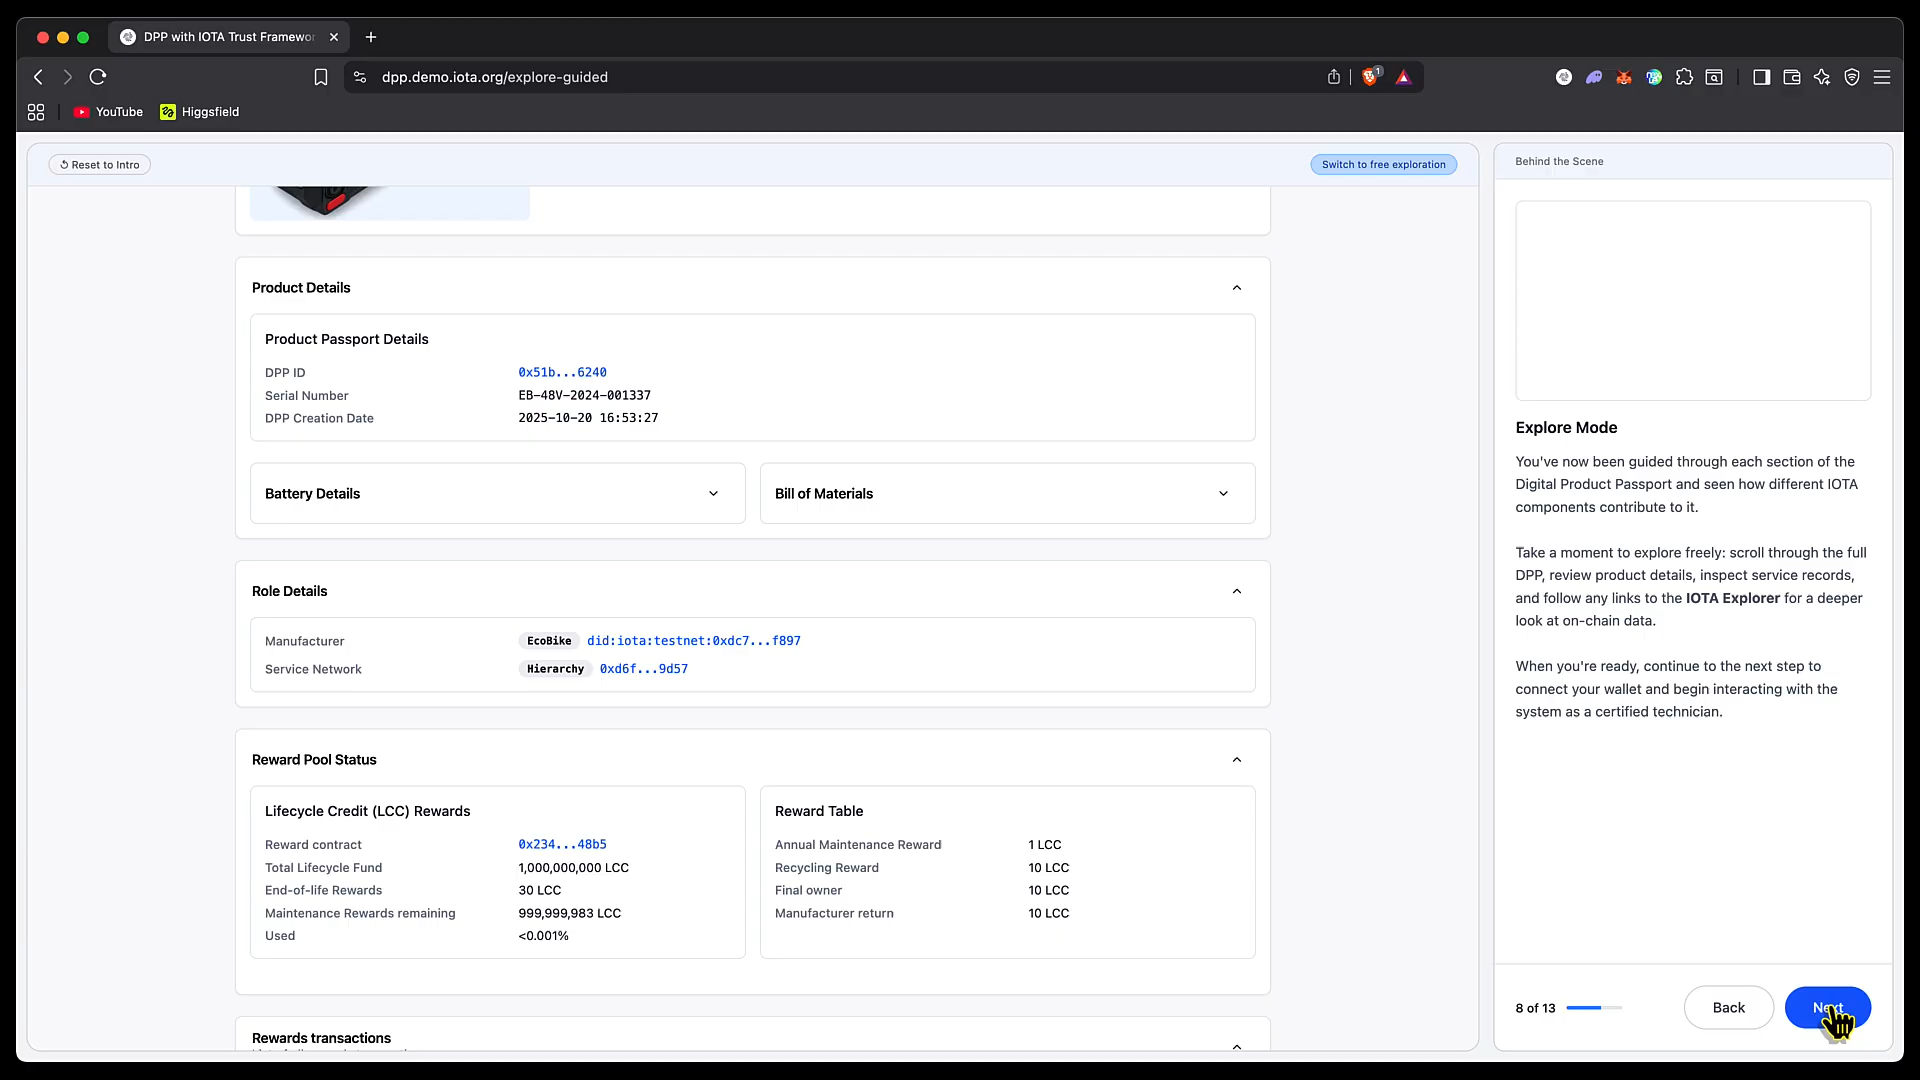 DPP with IOTA Trust Framewor
dpp.demo.iota.org/explore-guided
1
YouTube
Higgsfield
Reset to Intro
Switch to free exploration
Behind the Scene
Product Details
Product Passport Details
DPP ID 0x51b...6240
Serial Number EB-48V-2024-001337
DPP Creation Date 2025-10-20 16:53:27
Battery Details
Bill of Materials
Role Details
Manufacturer EcoBike did:iota:testnet:0xdc7...f897
Service Network Hierarchy 0xd6f...9d57
Reward Pool Status
Lifecycle Credit (LCC) Rewards
Reward contract 0x234...48b5
Total Lifecycle Fund 1,000,000,000 LCC
End-of-life Rewards 30 LCC
Maintenance Rewards remaining 999,999,983 LCC
Used <0.001%
Reward Table
Annual Maintenance Reward 1 LCC
Recycling Reward 10 LCC
Final owner 10 LCC
Manufacturer return 10 LCC
Rewards transactions
Explore Mode
You've now been guided through each section of the
Digital Product Passport and seen how different IOTA
components contribute to it.
Take a moment to explore freely: scroll through the full
DPP, review product details, inspect service records,
and follow any links to the IOTA Explorer for a deeper
look at on-chain data.
When you're ready, continue to the next step to
connect your wallet and begin interacting with the
system as a certified technician.
8 of 13
Back
Next